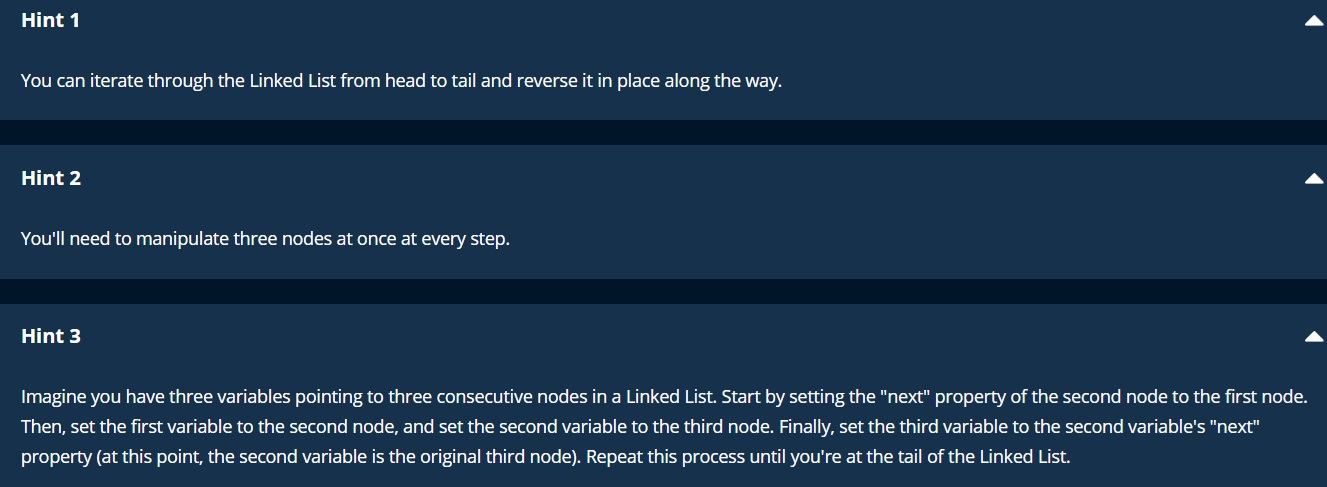 Hint 1
You can iterate through the Linked List from head to tail and reverse it in place along the way.
Hint 2
You'll need to manipulate three nodes at once at every step.
Hint 3
Imagine you have three variables pointing to three consecutive nodes in a Linked List. Start by setting the "next" property of the second node to the first node.
Then, set the first variable to the second node, and set the second variable to the third node. Finally, set the third variable to the second variable's "next"
property (at this point, the second variable is the original third node). Repeat this process until you're at the tail of the Linked List.